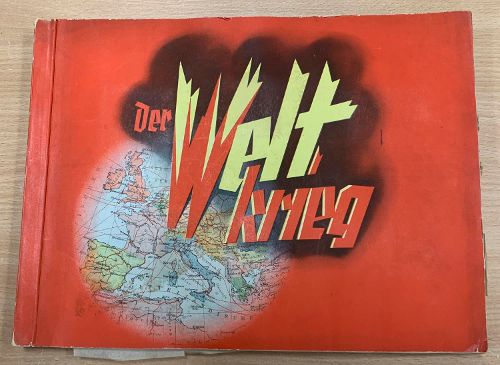 der
Welt
krieg